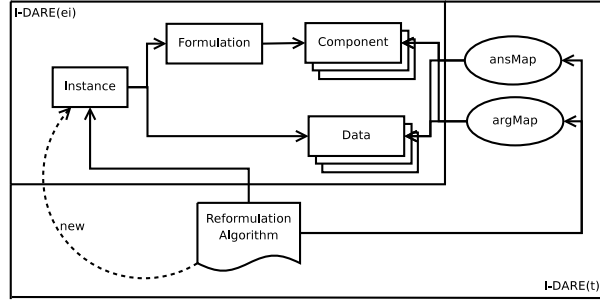 I-DARE(ei)
Formulation
Component
ansMap
Instance
argMap
Data
new
Reformulation
Algorithm
I-DARE(t)